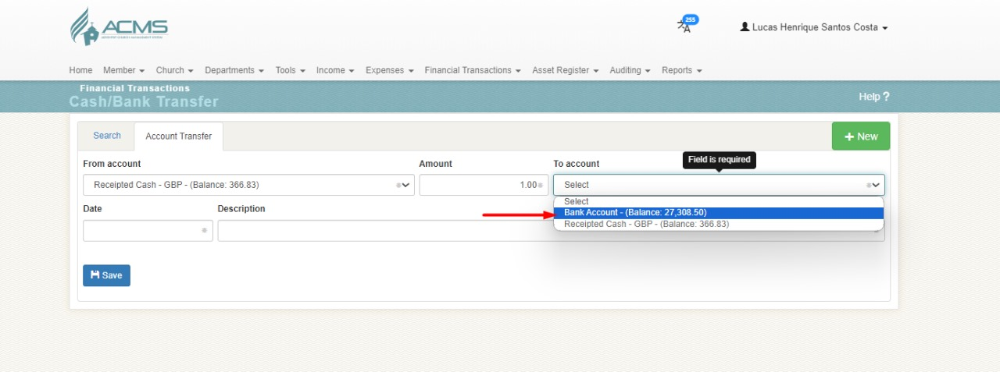 ACMS
ADVENTIST CHURCH MANAGEMENT SYSTEM
255
Lucas Henrique Santos Costa
Home Member Church Departments Tools Income Expenses Financial Transactions Asset Register Auditing Reports
Financial Transactions
Cash/Bank Transfer
Help ?
Search
Account Transfer
+ New
Field is required
From account
Amount
To account
Receipted Cash - GBP - (Balance: 366.83)
1.00
Select
Select
Bank Account - (Balance: 27,308.50)
Receipted Cash - GBP - (Balance: 366.83)
Date
Description
Save